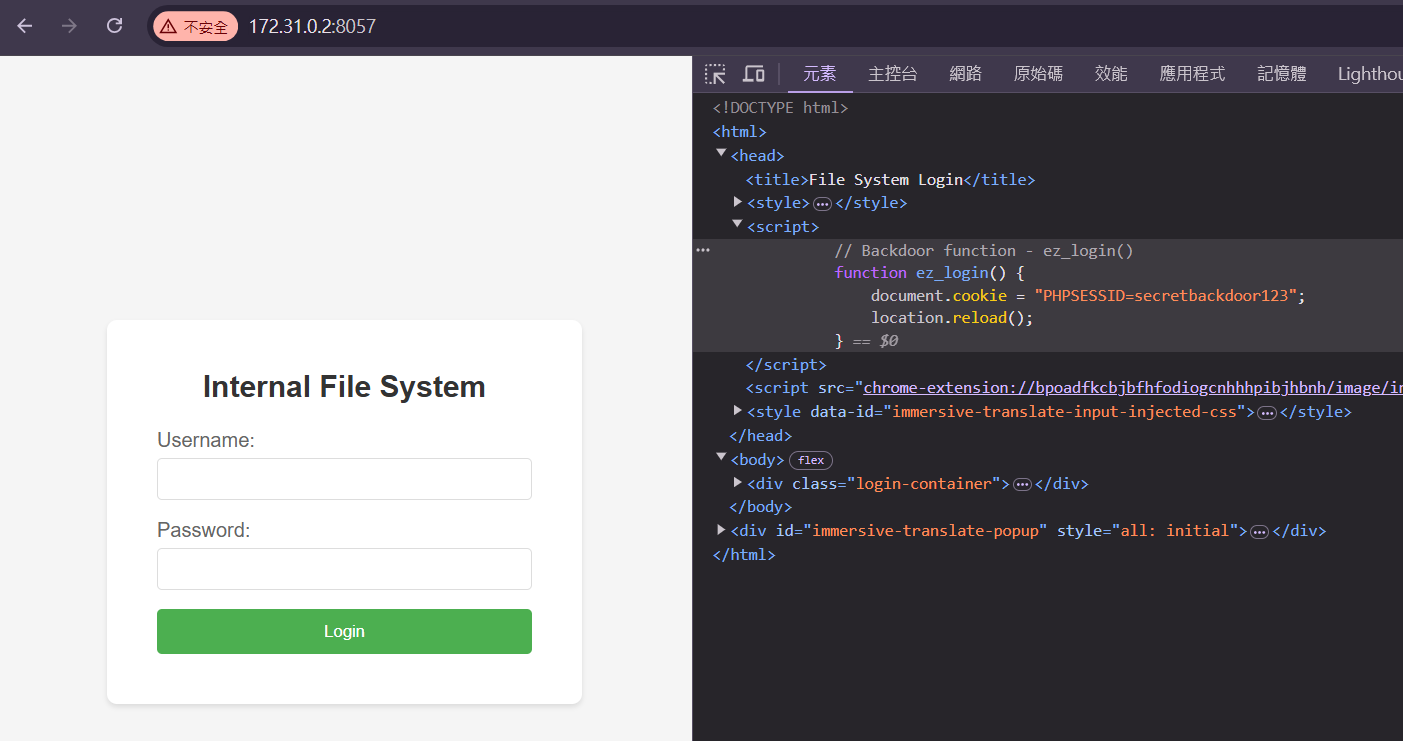 不安全 172.31.0.2:8057
Internal File System
Username:
Password:
Login
元素 主控台 網路 原始碼 效能 應用程式 記憶體 Lighthou
<!DOCTYPE html>
<html>
<head>
<title>File System Login</title>
<style>…</style>
<script>
// Backdoor function - ez_login()
function ez_login() {
document.cookie = "PHPSESSID=secretbackdoor123";
location.reload();
} == $0
</script>
<script src="chrome-extension://bpoadfkcbjbfhfodiogcnhhhpibjhbnh/image/in
<style data-id="immersive-translate-input-injected-css">…</style>
</head>
<body> flex
<div class="login-container">…</div>
</body>
<div id="immersive-translate-popup" style="all: initial">…</div>
</html>